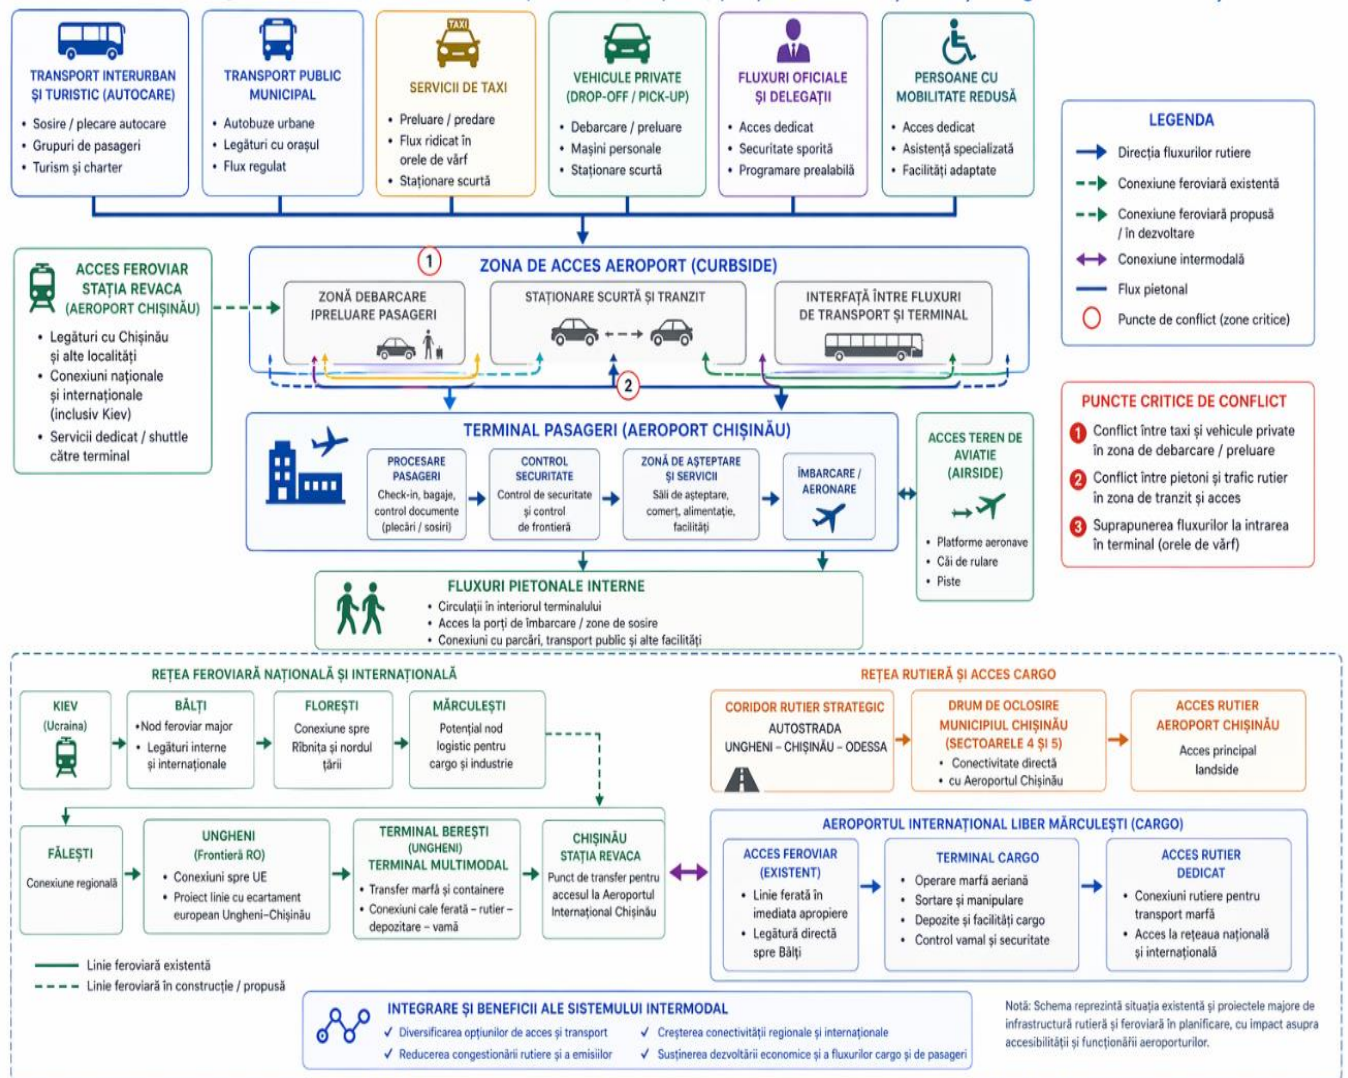 TRANSPORT INTERURBAN
ȘI TURISTIC (AUTOCARE)
• Sosire / plecare autocare
• Grupuri de pasageri
• Turism și charter
TRANSPORT PUBLIC
MUNICIPAL
• Autobuze urbane
• Legături cu orașul
• Flux regulat
TAXI
SERVICII DE TAXI
• Preluare / predare
• Flux ridicat în
orele de vârf
• Staționare scurtă
VEHICULE PRIVATE
(DROP-OFF / PICK-UP)
• Debarcare / preluare
• Mașini personale
• Staționare scurtă
FLUXURI OFICIALE
ȘI DELEGAȚII
• Acces dedicat
• Securitate sporită
• Programare prealabilă
PERSOANE CU
MOBILITATE REDUSĂ
• Acces dedicat
• Asistență specializată
• Facilități adaptate
LEGENDA
Direcția fluxurilor rutiere
Conexiune feroviară existentă
Conexiune feroviară propusă
/ în dezvoltare
Conexiune intermodală
Flux pietonal
Puncte de conflict (zone critice)
ACCES FEROVIAR
STAȚIA REVACA
(AEROPORT CHIȘINĂU)
• Legături cu Chișinău
și alte localități
• Conexiuni naționale
și internaționale
(inclusiv Kiev)
• Servicii dedicat / shuttle
către terminal
1
ZONA DE ACCES AEROPORT (CURBSIDE)
ZONĂ DEBARCARE
IPRELUARE PASAGERI
STAȚIONARE SCURTĂ ȘI TRANZIT
INTERFAȚĂ ÎNTRE FLUXURI
DE TRANSPORT ȘI TERMINAL
2
PUNCTE CRITICE DE CONFLICT
1 Conflict între taxi și vehicule private
în zona de debarcare / preluare
2 Conflict între pietoni și trafic rutier
în zona de tranzit și acces
3 Suprapunerea fluxurilor la intrarea
în terminal (orele de vârf)
TERMINAL PASAGERI (AEROPORT CHIȘINĂU)
PROCESARE
PASAGERI
Check-in, bagaje,
control documente
(plecări / sosiri)
CONTROL
SECURITATE
Control de securitate
și control
de frontieră
ZONĂ DE AȘTEPTARE
ȘI SERVICII
Săli de așteptare,
comerț, alimentație,
facilități
ÎMBARCARE /
AERONARE
ACCES TEREN DE
AVIATIE
(AIRSIDE)
• Platforme aeronave
• Căi de rulare
• Piste
FLUXURI PIETONALE INTERNE
• Circulații în interiorul terminalului
• Acces la porți de îmbarcare / zone de sosire
• Conexiuni cu parcări, transport public și alte facilități
REȚEA FEROVIARĂ NAȚIONALĂ ȘI INTERNAȚIONALĂ
KIEV
(Ucraina)
BĂLȚI
•Nod feroviar major
• Legături interne
și internaționale
FLOREȘTI
Conexiune spre
Rîbnița și nordul
țării
MĂRCULEȘTI
Potențial nod
logistic pentru
cargo și industrie
FĂLEȘTI
Conexiune regională
UNGHENI
(Frontieră RO)
• Conexiuni spre UE
• Proiect linie cu ecartament
european Ungheni–Chișinău
TERMINAL BEREȘTI
(UNGHENI)
TERMINAL MULTIMODAL
• Transfer marfă și containere
• Conexiuni cale ferată – rutier –
depozitare – vamă
CHIȘINĂU
STAȚIA REVACA
Punct de transfer pentru
accesul la Aeroportul
Internațional Chișinău
Linie feroviară existentă
Linie feroviară în construcție / propusă
REȚEA RUTIERĂ ȘI ACCES CARGO
CORIDOR RUTIER STRATEGIC
AUTOSTRADA
UNGHENI – CHIȘINĂU – ODESSA
DRUM DE OCLOSIRE
MUNICIPIUL CHIȘINĂU
(SECTOARELE 4 ȘI 5)
• Conectivitate directă
• cu Aeroportul Chișinău
ACCES RUTIER
AEROPORT CHIȘINĂU
Acces principal
landside
AEROPORTUL INTERNAȚIONAL LIBER MĂRCULEȘTI (CARGO)
ACCES FEROVIAR
(EXISTENT)
• Linie ferată în
imediata apropiere
• Legătură directă
spre Bălți
TERMINAL CARGO
• Operare marfă aeriană
• Sortare și manipulare
• Depozite și facilități cargo
• Control vamal și securitate
ACCES RUTIER
DEDICAT
• Conexiuni rutiere pentru
transport marfă
• Acces la rețeaua națională
și internațională
INTEGRARE ȘI BENEFICII ALE SISTEMULUI INTERMODAL
✓ Diversificarea opțiunilor de acces și transport
✓ Creșterea conectivității regionale și internaționale
✓ Reducerea congestionării rutiere și a emisiilor
✓ Susținerea dezvoltării economice și a fluxurilor cargo și de pasageri
Notă: Schema reprezintă situația existentă și proiectele majore de
infrastructură rutieră și feroviară în planificare, cu impact asupra
accesibilității și funcționării aeroporturilor.